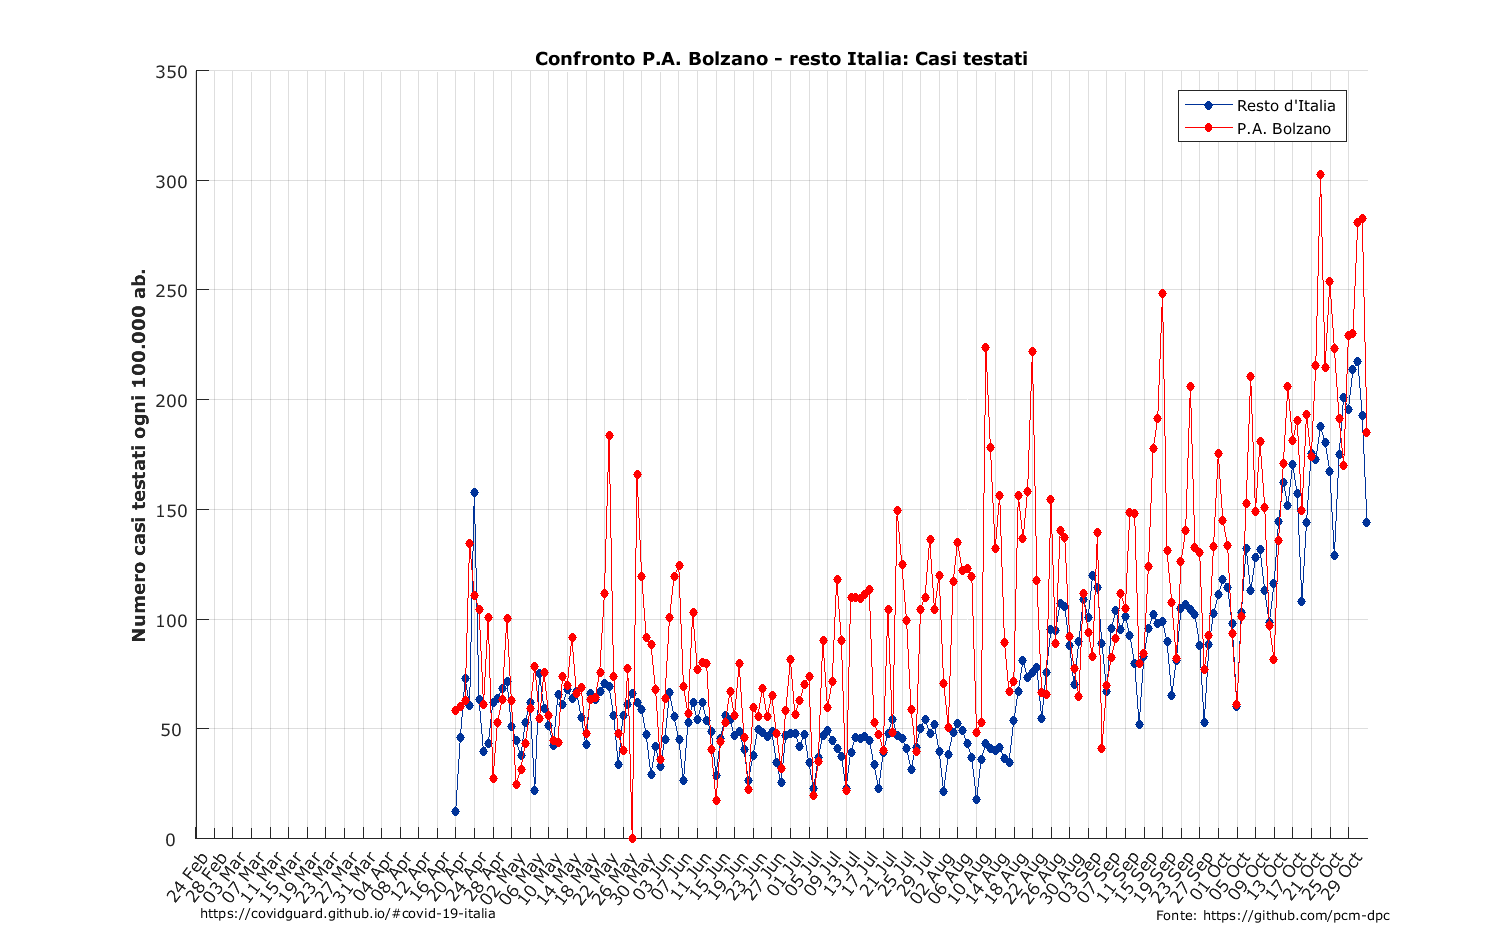 Confronto P.A. Bolzano - resto Italia: Casi testati
Numero casi testati ogni 100.000 ab.
350
300
250
200
150
100
50
0
Resto d'Italia
P.A. Bolzano
24 Feb
28 Feb
03 Mar
07 Mar
11 Mar
15 Mar
19 Mar
23 Mar
27 Mar
31 Mar
04 Apr
08 Apr
12 Apr
16 Apr
20 Apr
24 Apr
28 Apr
02 May
06 May
10 May
14 May
18 May
22 May
26 May
30 May
03 Jun
07 Jun
11 Jun
15 Jun
19 Jun
23 Jun
27 Jun
01 Jul
05 Jul
09 Jul
13 Jul
17 Jul
21 Jul
25 Jul
29 Jul
02 Aug
06 Aug
10 Aug
14 Aug
18 Aug
22 Aug
26 Aug
30 Aug
03 Sep
07 Sep
11 Sep
15 Sep
19 Sep
23 Sep
27 Sep
01 Oct
05 Oct
09 Oct
13 Oct
17 Oct
21 Oct
25 Oct
29 Oct
https://covidguard.github.io/#covid-19-italia
Fonte: https://github.com/pcm-dpc